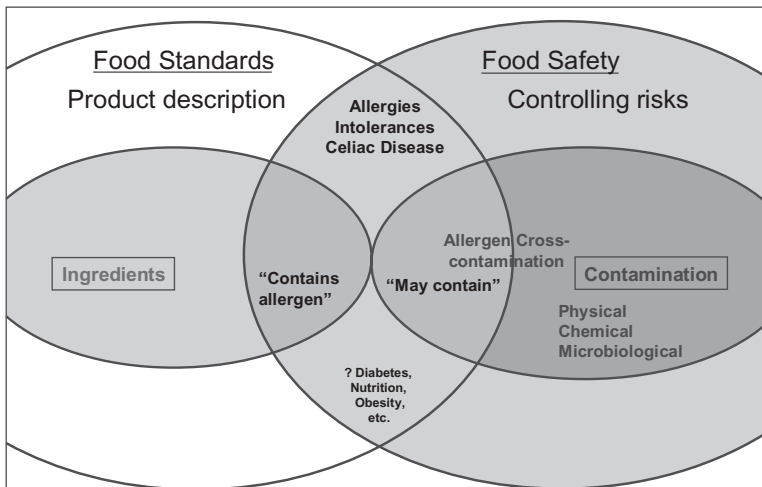 Food Standards
Product description
Food Safety
Controlling risks
Allergies
Intolerances
Celiac Disease
Ingredients
“Contains
allergen”
“May contain”
Allergen Cross-
contamination
Contamination
Physical
Chemical
Microbiological
? Diabetes,
Nutrition,
Obesity,
etc.